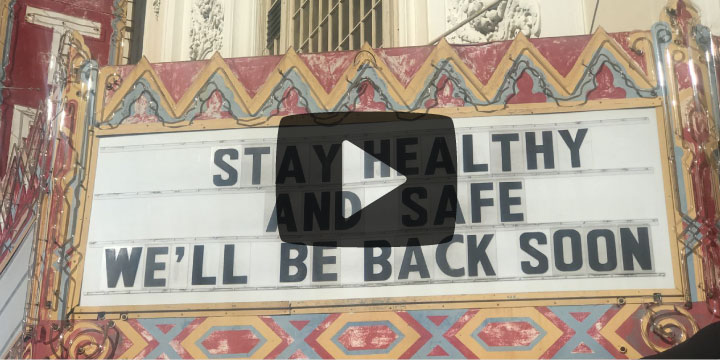 STAY HEALTHY
AND SAFE
WE'LL BE BACK SOON